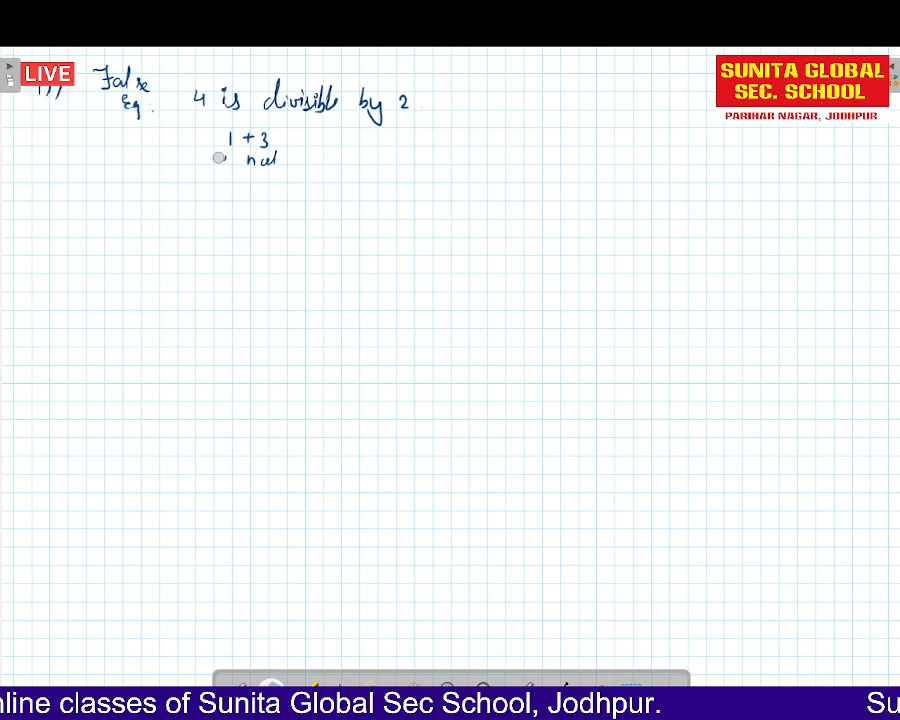 LIVE
False
Eg: 4 is divisible by 2
1 + 3
SUNITA GLOBAL
SEC. SCHOOL
PARIHAR NAGAR, JODHPUR
nline classes of Sunita Global Sec School, Jodhpur. Su